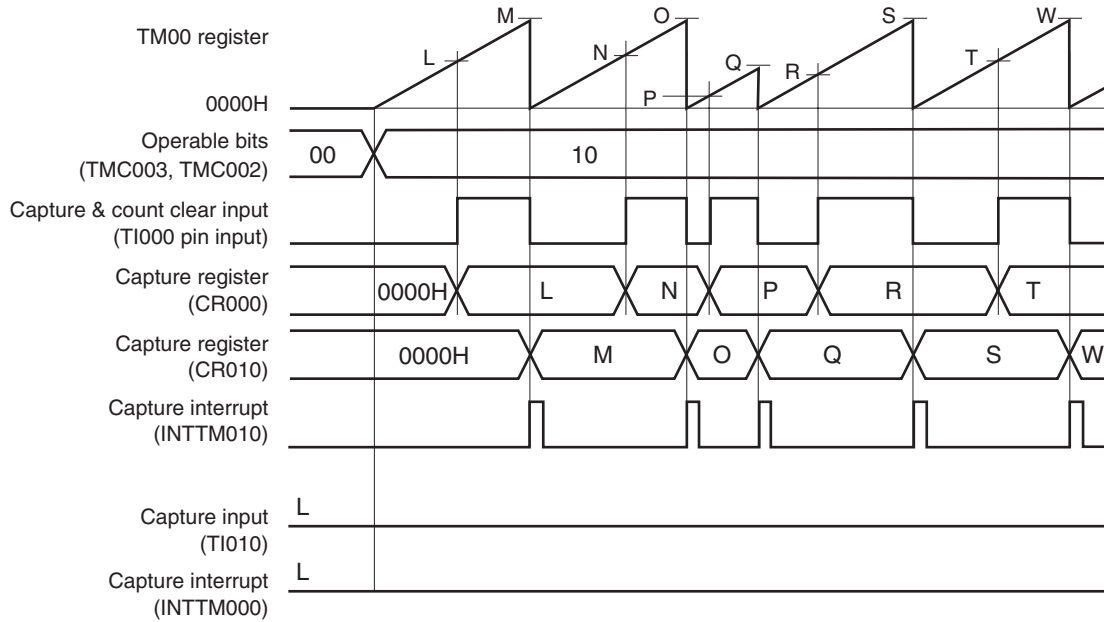 M O S W
TM00 register
L N Q R T
P
0000H
Operable bits
(TMC003, TMC002)
00 10
Capture & count clear input
(TI000 pin input)
Capture register
(CR000)
0000H L N P R T
Capture register
(CR010)
0000H M O Q S W
Capture interrupt
(INTTM010)
L
Capture input
(TI010)
L
Capture interrupt
(INTTM000)